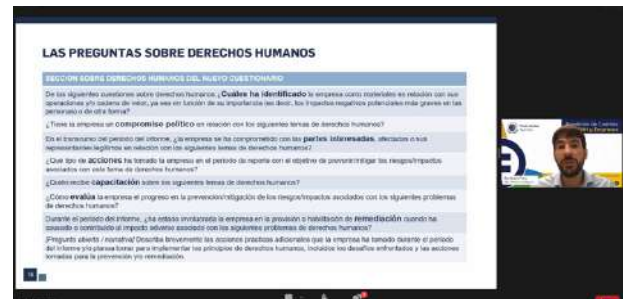 LAS PREGUNTAS SOBRE DERECHOS HUMANOS
SECCIÓN SOBRE DERECHOS HUMANOS DEL NUEVO CUESTIONARIO
De las siguientes cuestiones sobre derechos humanos ¿Cuáles ha identificado la empresa como materiales en relación con sus
operaciones y/o cadena de valor, ya sea en función de su importancia (es decir, los impactos negativos potenciales más graves en las
personas) o de otra forma?
¿Tiene la empresa un compromiso político en relación con los siguientes temas de derechos humanos?
En el transcurso del periodo del informe, ¿la empresa se ha comprometido con las partes interesadas, afectadas o sus
representantes legítimos en relación con los siguientes temas de derechos humanos?
¿Qué tipo de acciones ha tomado la empresa en el periodo de reporte con el objetivo de prevenir/mitigar los riesgos/impactos
asociados con este tema de derechos humanos?
¿Quién recibe capacitación sobre los siguientes temas de derechos humanos?
¿Cómo evalúa la empresa el progreso en la prevención/mitigación de los riesgos/impactos asociados con los siguientes problemas
de derechos humanos?
Durante el periodo del informe, ¿ha estado involucrada la empresa en la provisión o habilitación de remediación cuando ha
causado o contribuido al impacto adverso asociado con los siguientes problemas de derechos humanos?
[Pregunta abierta / narrativa] Describa brevemente las acciones prácticas adicionales que la empresa ha tomado durante el periodo
del informe y/o planea tomar para implementar los principios de derechos humanos, incluidos los desafíos enfrentados y las acciones
tomadas para la prevención y/o remediación.